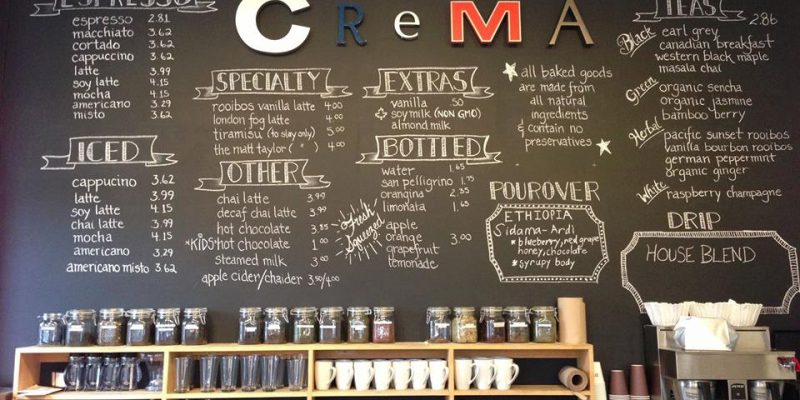 ESPRESSO
espresso 2.81
macchiato 3.62
cortado 3.62
cappuccino 3.62
latte 3.99
soy latte 4.15
mocha 4.15
americano 3.29
misto 3.62
ICED
cappucino 3.62
latte 3.99
soy latte 4.15
chai latte 3.99
mocha 4.15
americano 3.29
americano misto 3.62
CReMA
SPECIALTY
rooibos vanilla latte 4.00
london fog latte 4.00
tiramisu (to stay only) 5.00
the matt taylor ( " ) 4.00
OTHER
chai latte 3.99
decaf chai latte 3.99
hot chocolate 3.15
"KIDS" hot chocolate 1.00
steamed milk 3.00
apple cider/chaider 3.50/4.00
EXTRAS
vanilla .50
soy milk (NON GMO)
almond milk
BOTTLED
water 1.65
san pelligrino 1.75
orangina 2.35
limonata 1.65
Fresh Squeezed
apple
orange
grapefruit 3.00
lemonade
all baked goods
are made from
all natural
ingredients
& contain no
preservatives
POUROVER
ETHIOPIA
Sidama-Ardi
*blueberry, red grape
honey, chocolate
*syrupy body
TEAS 2.86
Black
earl grey
canadian breakfast
western black maple
masala chai
Green
organic sencha
organic jasmine
bamboo berry
Herbal
pacific sunset rooibos
vanilla bourbon rooibos
german peppermint
organic ginger
White
raspberry champagne
DRIP
HOUSE BLEND